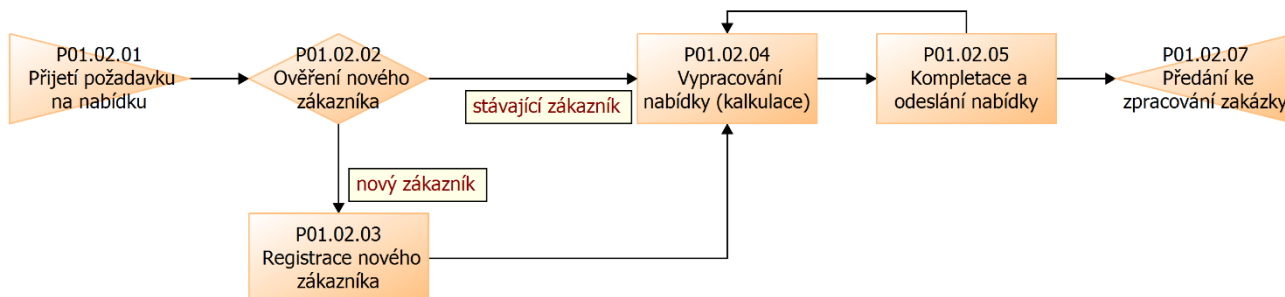 P01.02.01
Přijetí požadavku
na nabídku
P01.02.02
Ověření nového
zákazníka
stávající zákazník
nový zákazník
P01.02.03
Registrace nového
zákazníka
P01.02.04
Vypracování
nabídky (kalkulace)
P01.02.05
Kompletace a
odeslání nabídky
P01.02.07
Předání ke
zpracování zakázky